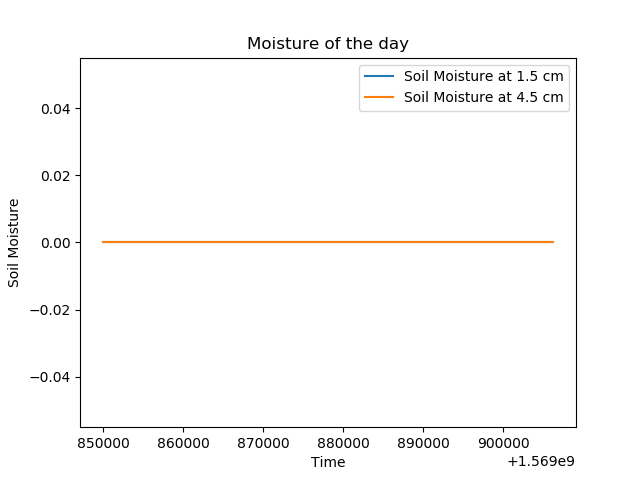 Moisture of the day
Soil Moisture at 1.5 cm
Soil Moisture at 4.5 cm
Soil Moisture
0.04
0.02
0.00
−0.02
−0.04
850000 860000 870000 880000 890000 900000
+1.569e9
Time